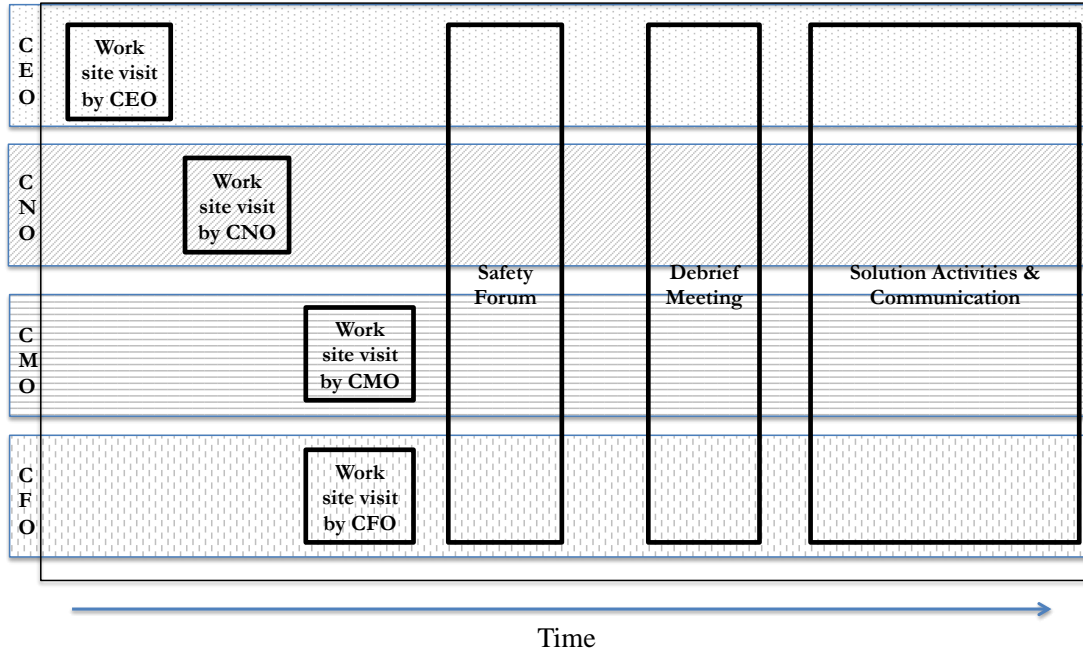 C
E
O
Work
site visit
by CEO
C
N
O
Work
site visit
by CNO
Safety
Forum
Debrief
Meeting
Solution Activities &
Communication
C
M
O
Work
site visit
by CMO
C
F
O
Work
site visit
by CFO
Time